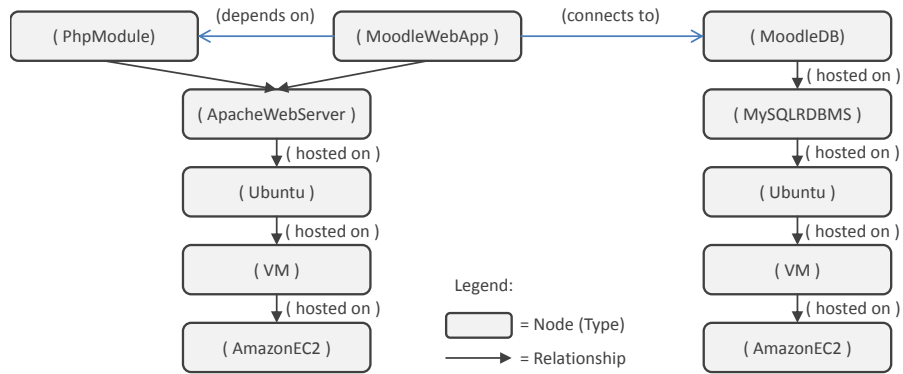 (depends on)
(connects to)
( PhpModule)
( MoodleWebApp )
( MoodleDB)
( hosted on )
( ApacheWebServer )
( MySQLRDBMS )
( hosted on )
( hosted on )
( Ubuntu )
( Ubuntu )
( hosted on )
( hosted on )
( VM )
( VM )
Legend:
( hosted on )
( hosted on )
= Node (Type)
( AmazonEC2 )
( AmazonEC2 )
= Relationship